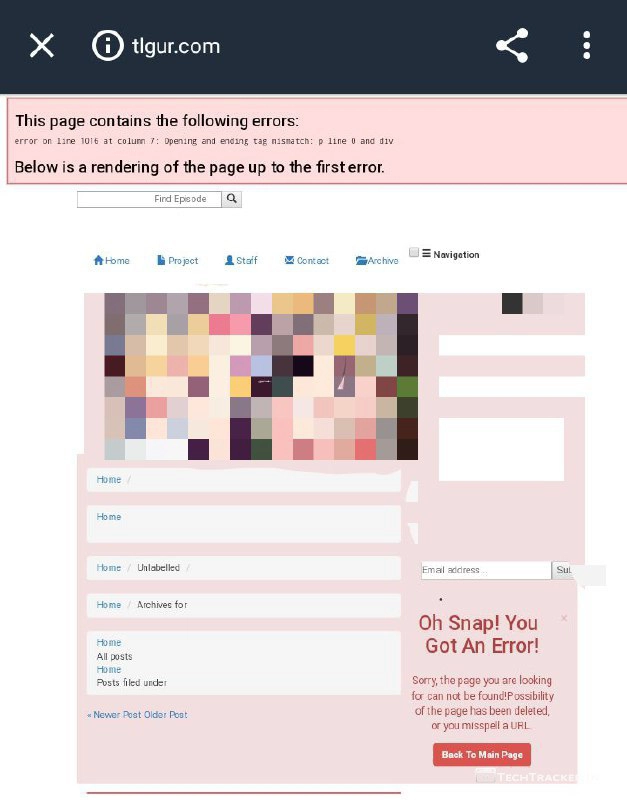 tlgur.com
This page contains the following errors:
error on line 1016 at column 7: Opening and ending tag mismatch: p line 0 and div
Below is a rendering of the page up to the first error.
Find Episode
Home Project Staff Contact Archive Navigation
Home /
Home
Home / Unlabelled /
Home / Archives for
Home
All posts
Home
Posts filed under
« Newer Post Older Post
Email address...
Sut
Oh Snap! You
Got An Error!
×
Sorry, the page you are looking
for can not be found!Possibility
of the page has been deleted,
or you misspell a URL.
Back To Main Page